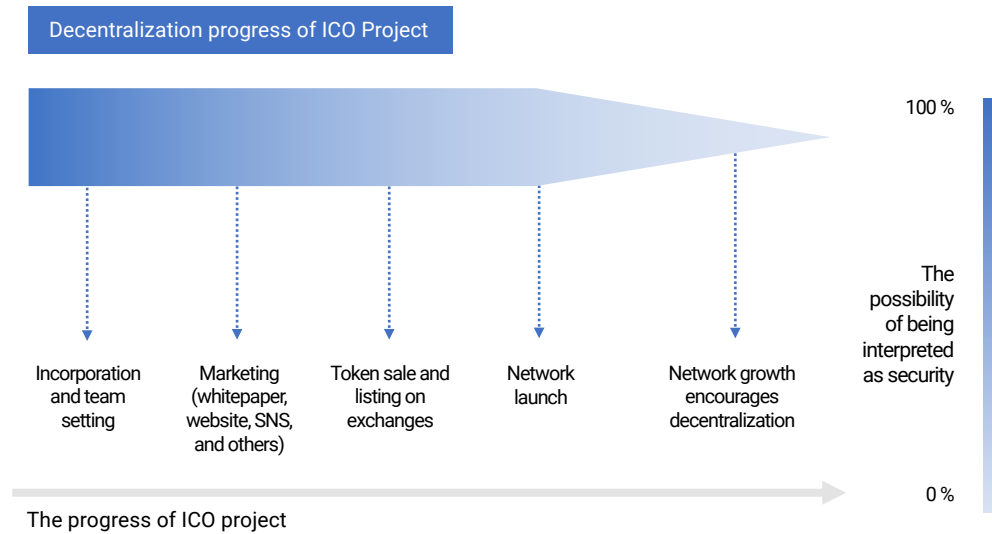 Decentralization progress of ICO Project
100 %
The
possibility
of being
interpreted
as security
0 %
Incorporation
and team
setting
Marketing
(whitepaper,
website, SNS,
and others)
Token sale and
listing on
exchanges
Network
launch
Network growth
encourages
decentralization
The progress of ICO project